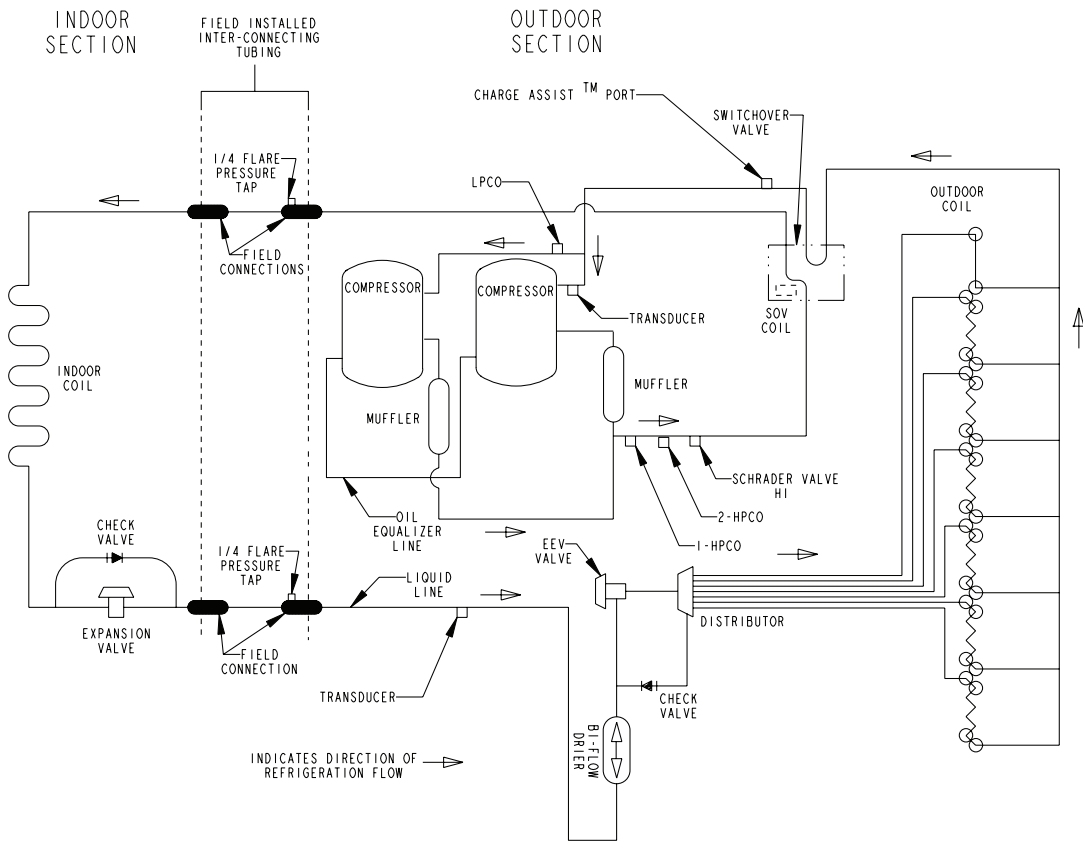 INDOOR
SECTION
FIELD INSTALLED
INTER-CONNECTING
TUBING
OUTDOOR
SECTION
CHARGE ASSIST TM PORT
SWITCHOVER
VALVE
1/4 FLARE
PRESSURE
TAP
LPCO
OUTDOOR
COIL
FIELD
CONNECTIONS
COMPRESSOR
COMPRESSOR
TRANSDUCER
SOV
COIL
INDOOR
COIL
MUFFLER
MUFFLER
SCHRADER VALVE
HI
2-HPCO
1-HPCO
OIL
EQUALIZER
LINE
CHECK
VALVE
1/4 FLARE
PRESSURE
TAP
EEV
VALVE
LIQUID
LINE
EXPANSION
VALVE
DISTRIBUTOR
FIELD
CONNECTION
TRANSDUCER
CHECK
VALVE
BI-FLOW
DRIER
INDICATES DIRECTION OF
REFRIGERATION FLOW